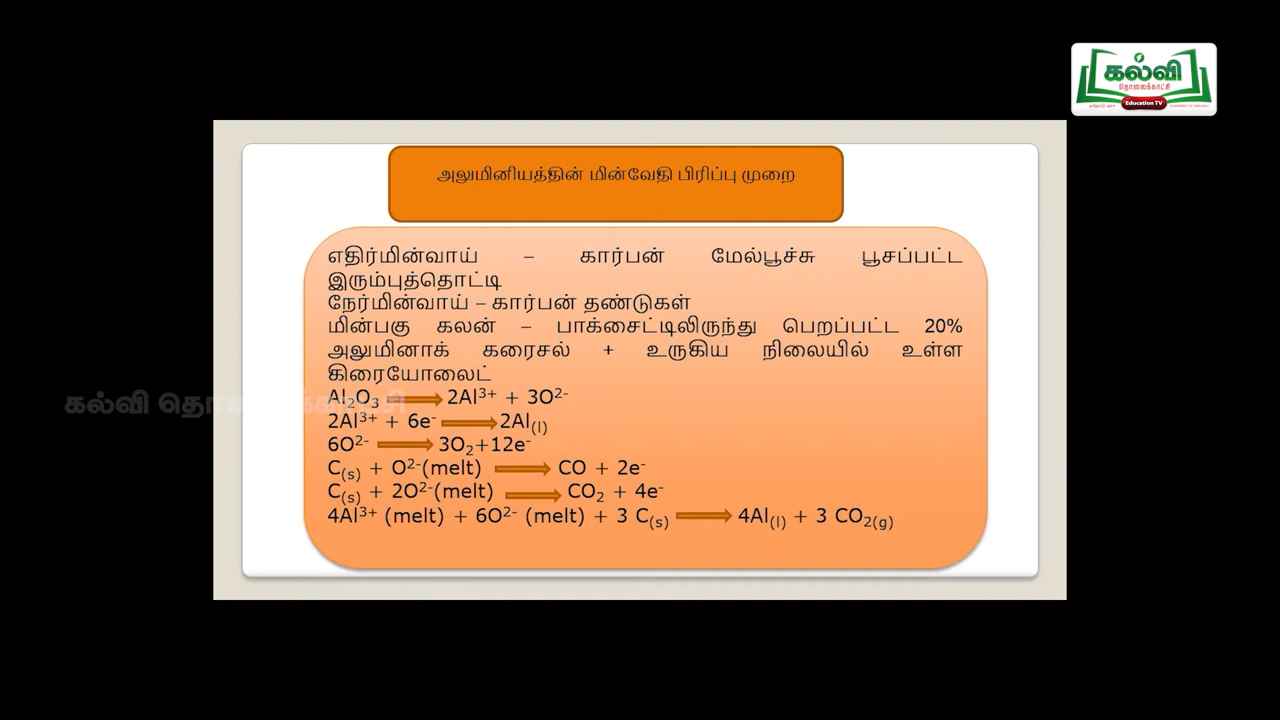 கல்வி
தொலைக்காட்சி
Education TV
அலுமினியத்தின் மின்வேதி பிரிப்பு முறை
எதிர்மின்வாய் – கார்பன் மேல்பூச்சு பூசப்பட்ட
இரும்புத்தொட்டி
நேர்மின்வாய் – கார்பன் தண்டுகள்
மின்பகு கலன் – பாக்சைட்டிலிருந்து பெறப்பட்ட 20%
அலுமினாக் கரைசல் + உருகிய நிலையில் உள்ள
கிரையோலைட்
கல்வி தொலைக்காட்சி
Al₂O₃ → 2Al³⁺ + 3O²⁻
2Al³⁺ + 6e⁻ → 2Al₍l₎
6O²⁻ → 3O₂+12e⁻
C₍s₎ + O²⁻(melt) → CO + 2e⁻
C₍s₎ + 2O²⁻(melt) → CO₂ + 4e⁻
4Al³⁺ (melt) + 6O²⁻ (melt) + 3 C₍s₎ → 4Al₍l₎ + 3 CO₂₍g₎